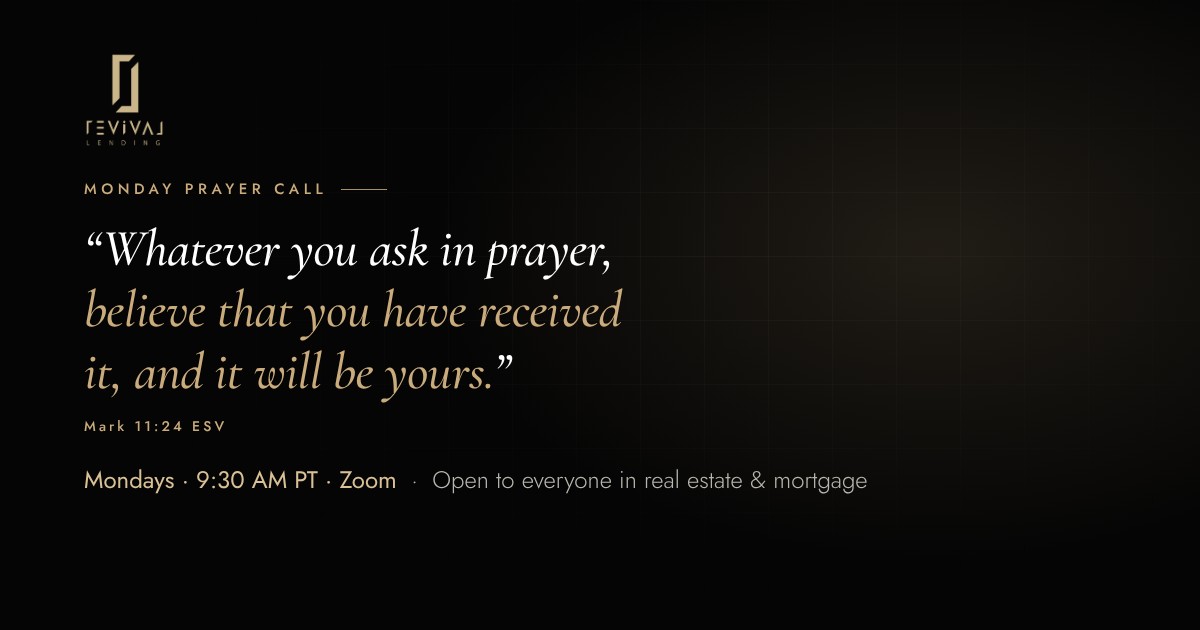 REVIVAL
LENDING
MONDAY PRAYER CALL
“Whatever you ask in prayer,
believe that you have received
it, and it will be yours.”
Mark 11:24 ESV
Mondays · 9:30 AM PT · Zoom · Open to everyone in real estate & mortgage